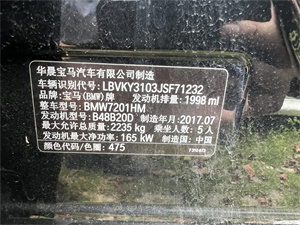 华晨宝马汽车有限公司制造
车辆识别代号：LBVKY3103JSF71232
宝马(BMW)牌 发动机排量：1998 ml
整车型号：BMW7201HM
发动机型号：B48B20D 制造年月：2017.07
最大允许总质量：2235 kg 乘坐人数：5人
发动机最大净功率：165 kW 制造国：中国
颜色代码/色圈：475